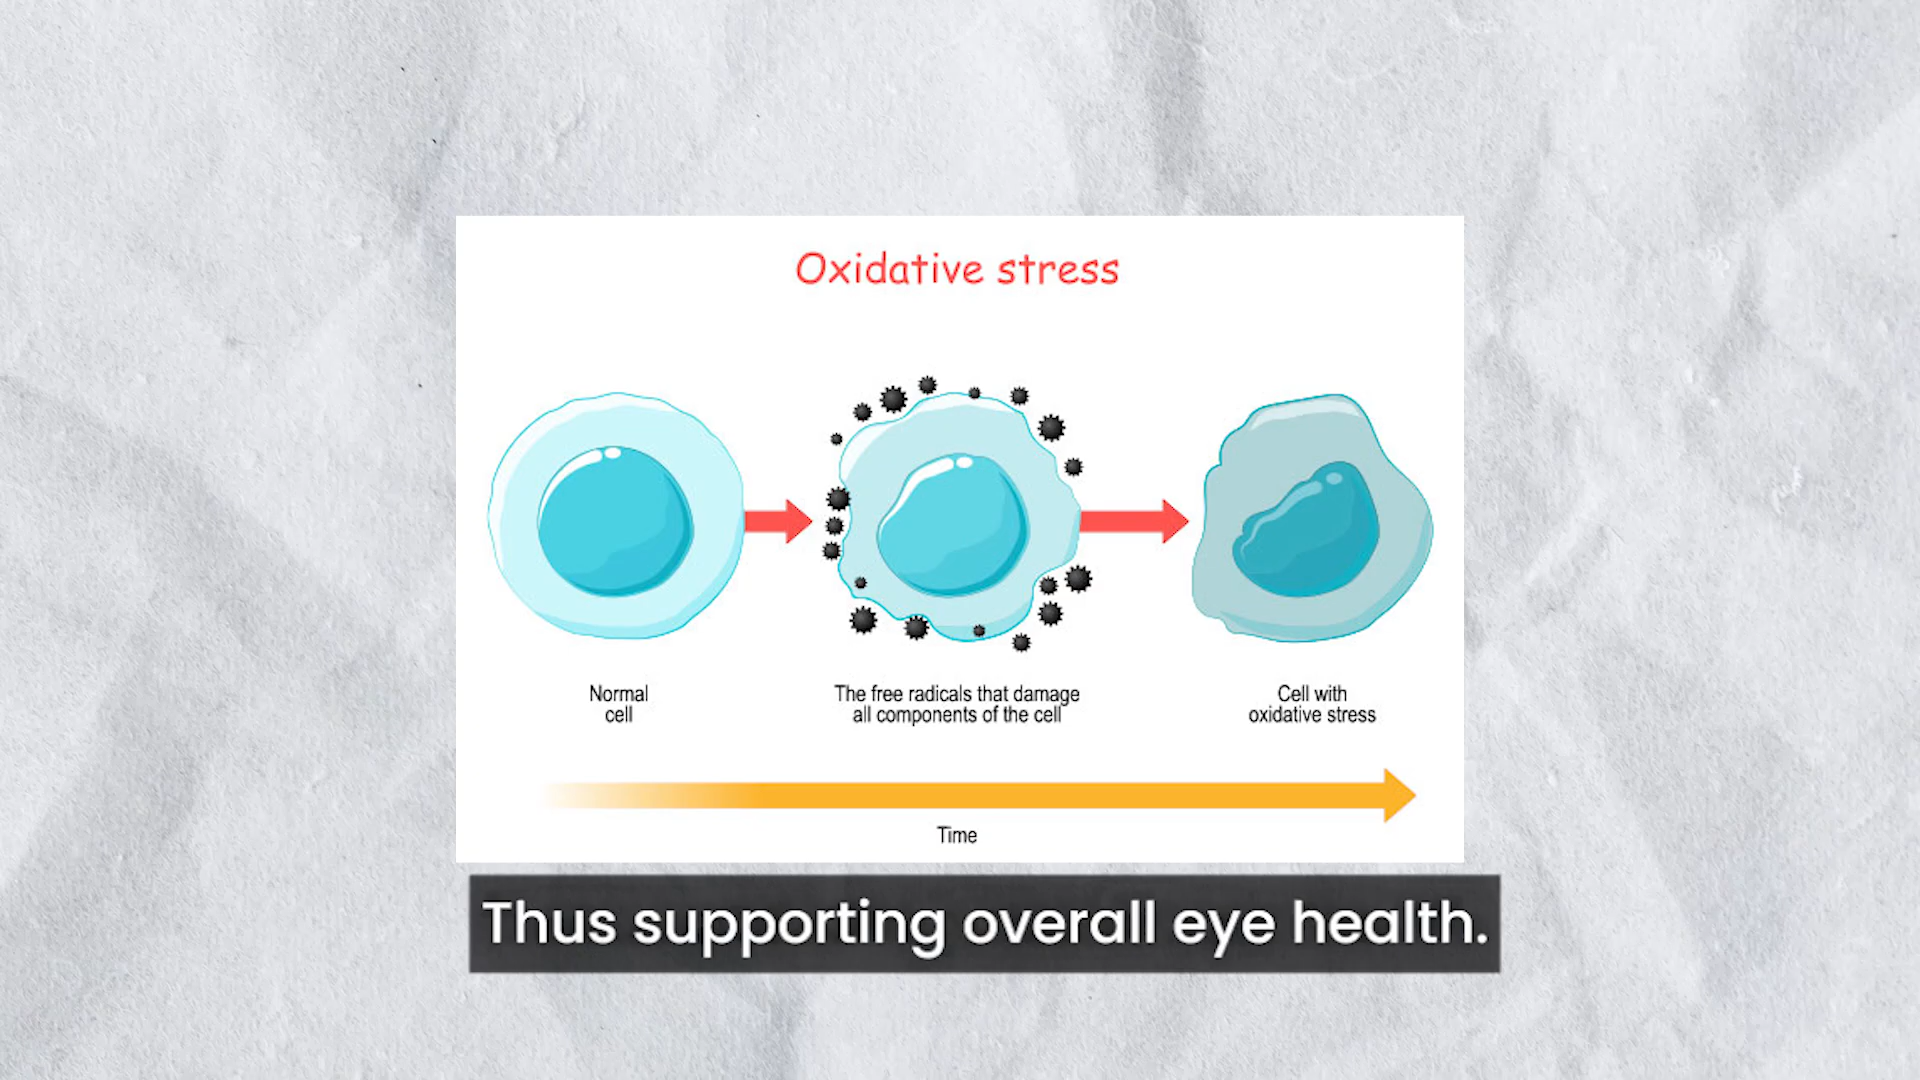 Oxidative stress
Normal
cell
The free radicals that damage
all components of the cell
Cell with
oxidative stress
Time
Thus supporting overall eye health.